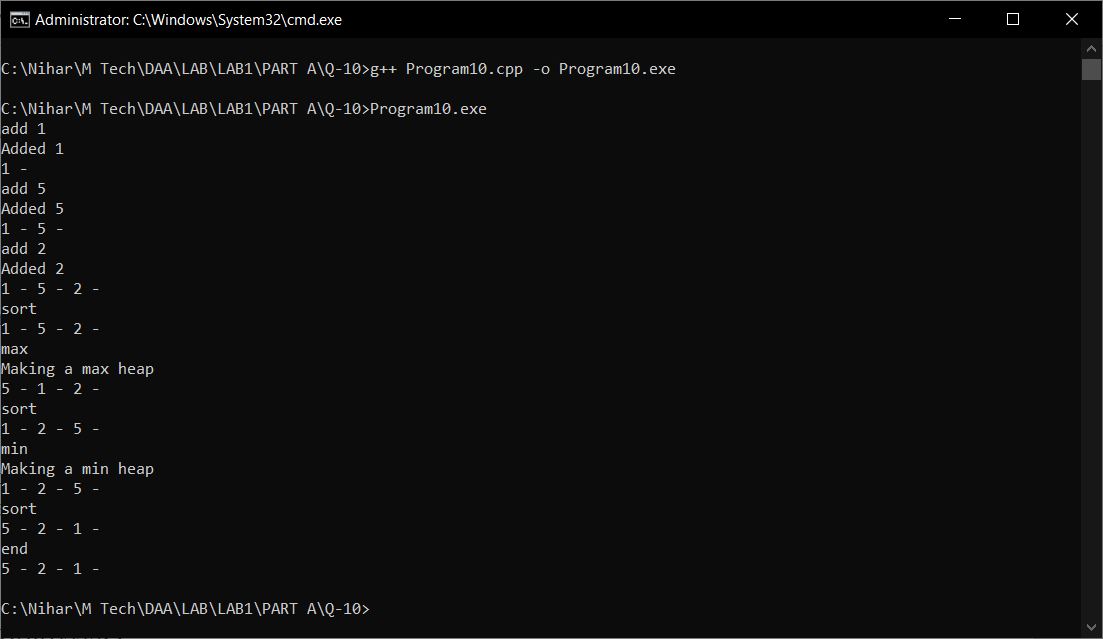 Administrator: C:\Windows\System32\cmd.exe
C:\Nihar\M Tech\DAA\LAB\LAB1\PART A\Q-10>g++ Program10.cpp -o Program10.exe
C:\Nihar\M Tech\DAA\LAB\LAB1\PART A\Q-10>Program10.exe
add 1
Added 1
1 -
add 5
Added 5
1 - 5 -
add 2
Added 2
1 - 5 - 2 -
sort
1 - 5 - 2 -
max
Making a max heap
5 - 1 - 2 -
sort
1 - 2 - 5 -
min
Making a min heap
1 - 2 - 5 -
sort
5 - 2 - 1 -
end
5 - 2 - 1 -
C:\Nihar\M Tech\DAA\LAB\LAB1\PART A\Q-10>